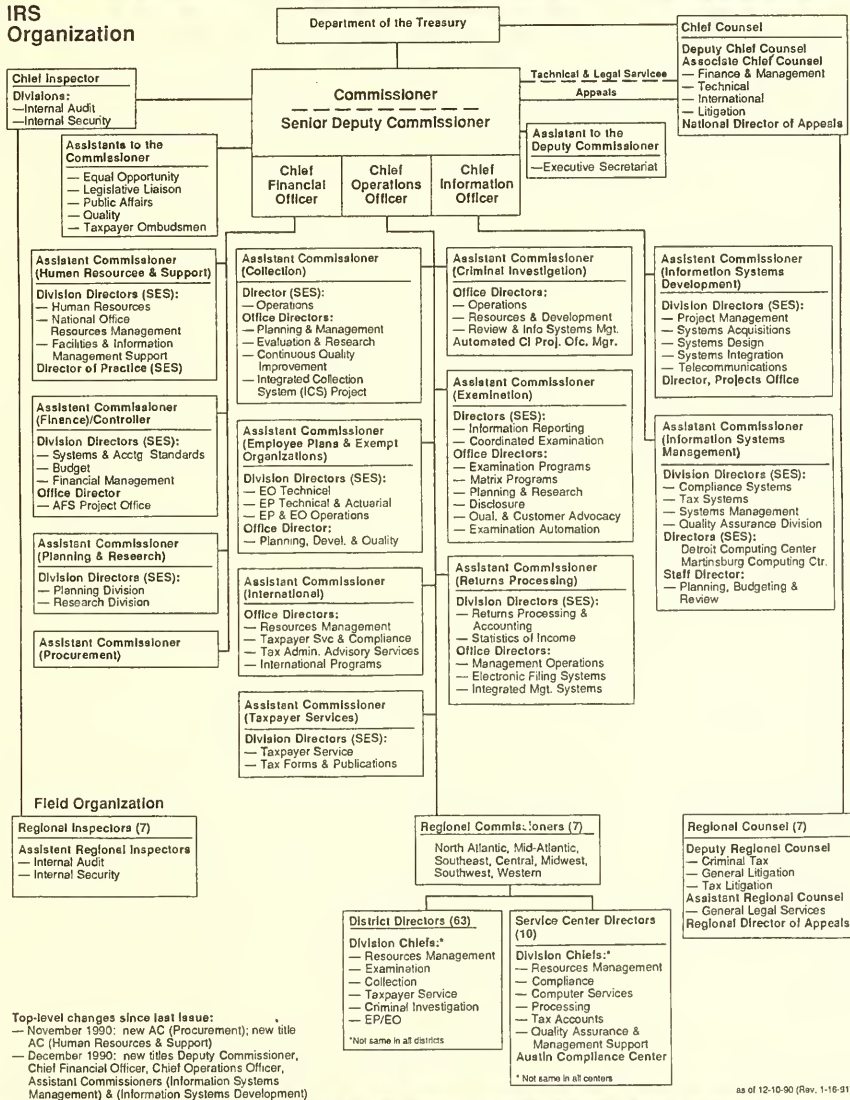 IRS
Organization
Department of the Treasury
Chief Counsel
Deputy Chief Counsel
Associate Chief Counsel
— Finance & Management
— Technical
— International
— Litigation
National Director of Appeals
Technical & Legal Services
Appeals
Chief Inspector
Divisions:
—Internal Audit
—Internal Security
Commissioner
Senior Deputy Commissioner
Assistants to the
Commissioner
— Equal Opportunity
— Legislative Liaison
— Public Affairs
— Quality
— Taxpayer Ombudsman
Assistant to the
Deputy Commissioner
—Executive Secretariat
Chief
Financial
Officer
Chief
Operations
Officer
Chief
Information
Officer
Assistant Commissioner
(Human Resources & Support)
Division Directors (SES):
— Human Resources
— National Office
Resources Management
— Facilities & Information
Management Support
Director of Practice (SES)
Assistant Commissioner
(Finance)/Controller
Division Directors (SES):
— Systems & Acctg Standards
— Budget
— Financial Management
Office Director
— AFS Project Office
Assistant Commissioner
(Planning & Research)
Division Directors (SES):
— Planning Division
— Research Division
Assistant Commissioner
(Procurement)
Assistant Commissioner
(Collection)
Director (SES):
— Operations
Office Directors:
— Planning & Management
— Evaluation & Research
— Continuous Quality
Improvement
— Integrated Collection
System (ICS) Project
Assistant Commissioner
(Employee Plans & Exempt
Organizations)
Division Directors (SES):
— EO Technical
— EP Technical & Actuarial
— EP & EO Operations
Office Director:
— Planning, Devel. & Quality
Assistant Commissioner
(International)
Office Directors:
— Resources Management
— Taxpayer Svc & Compliance
— Tax Admin. Advisory Services
— International Programs
Assistant Commissioner
(Taxpayer Services)
Division Directors (SES):
— Taxpayer Service
— Tax Forms & Publications
Assistant Commissioner
(Criminal Investigation)
Office Directors:
— Operations
— Resources & Development
— Review & Info Systems Mgt.
Automated CI Proj. Ofc. Mgr.
Assistant Commissioner
(Examination)
Directors (SES):
— Information Reporting
— Coordinated Examination
Office Directors:
— Examination Programs
— Matrix Programs
— Planning & Research
— Disclosure
— Qual. & Customer Advocacy
— Examination Automation
Assistant Commissioner
(Returns Processing)
Division Directors (SES):
— Returns Processing &
Accounting
— Statistics of Income
Office Directors:
— Management Operations
— Electronic Filing Systems
— Integrated Mgt. Systems
Assistant Commissioner
(Information Systems
Development)
Division Directors (SES):
— Project Management
— Systems Acquisitions
— Systems Design
— Systems Integration
— Telecommunications
Director, Projects Office
Assistant Commissioner
(Information Systems
Management)
Division Directors (SES):
— Compliance Systems
— Tax Systems
— Systems Management
— Quality Assurance Division
Directors (SES):
Detroit Computing Center
Martinsburg Computing Ctr.
Staff Director:
— Planning, Budgeting &
Review
Field Organization
Regional Inspectors (7)
Assistant Regional Inspectors
— Internal Audit
— Internal Security
Regional Commissioners (7)
North Atlantic, Mid-Atlantic,
Southeast, Central, Midwest,
Southwest, Western
Regional Counsel (7)
Deputy Regional Counsel
— Criminal Tax
— General Litigation
— Tax Litigation
Assistant Regional Counsel
— General Legal Services
Regional Director of Appeals
District Directors (63)
Division Chiefs:*
— Resources Management
— Examination
— Collection
— Taxpayer Service
— Criminal Investigation
— EP/EO
*Not same in all districts
Service Center Directors
(10)
Division Chiefs:*
— Resources Management
— Compliance
— Computer Services
— Processing
— Tax Accounts
— Quality Assurance &
Management Support
Austin Compliance Center
* Not same in all centers
Top-level changes since last issue:
— November 1990: new AC (Procurement); new title
AC (Human Resources & Support)
— December 1990: new titles Deputy Commissioner,
Chief Financial Officer, Chief Operations Officer,
Assistant Commissioners (Information Systems
Management) & (Information Systems Development)
as of 12-10-90 (Rev. 1-16-91)